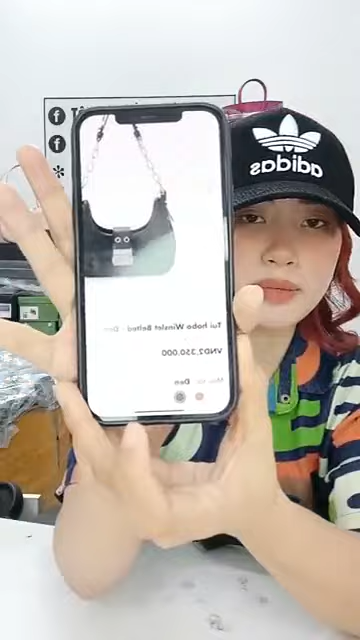 adidas
Túi hobo Winslet Belted - Đen
VND2,350,000
Đen